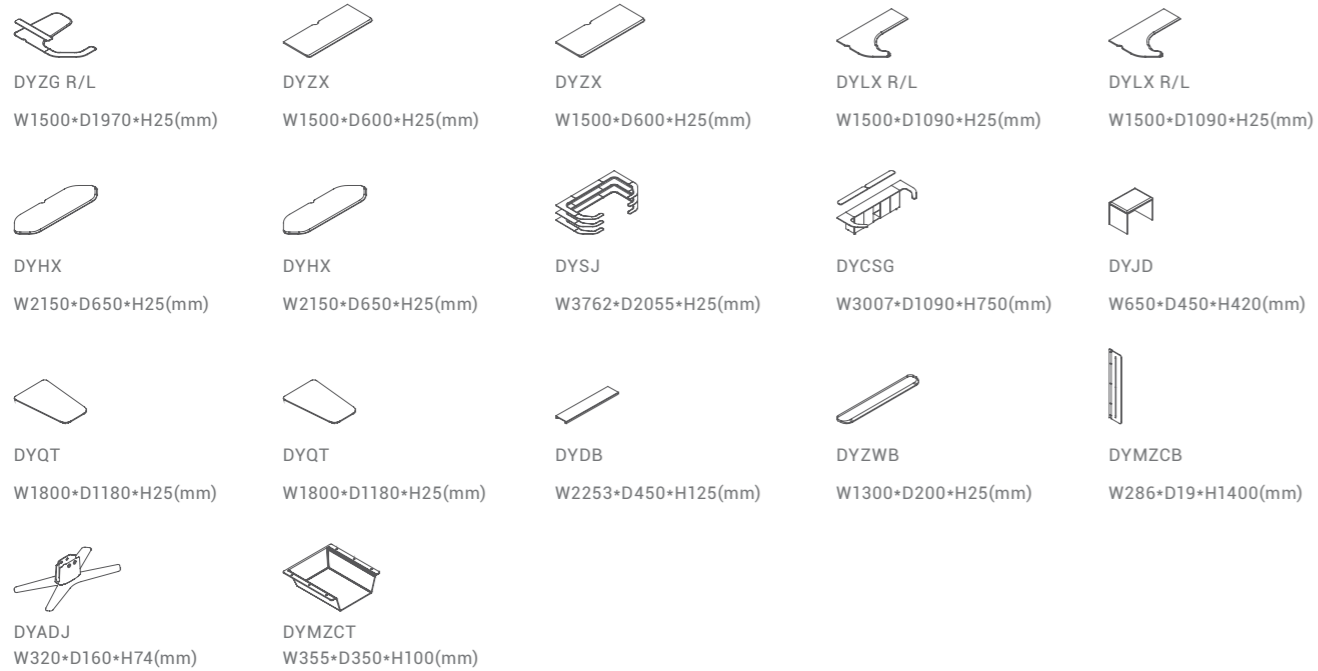 DYZG R/L
W1500*D1970*H25(mm)
DYZX
W1500*D600*H25(mm)
DYZX
W1500*D600*H25(mm)
DYLX R/L
W1500*D1090*H25(mm)
DYLX R/L
W1500*D1090*H25(mm)
DYHX
W2150*D650*H25(mm)
DYHX
W2150*D650*H25(mm)
DYSJ
W3762*D2055*H25(mm)
DYCSG
W3007*D1090*H750(mm)
DYJD
W650*D450*H420(mm)
DYQT
W1800*D1180*H25(mm)
DYQT
W1800*D1180*H25(mm)
DYDB
W2253*D450*H125(mm)
DYZWB
W1300*D200*H25(mm)
DYMZCB
W286*D19*H1400(mm)
DYADJ
W320*D160*H74(mm)
DYMZCT
W355*D350*H100(mm)